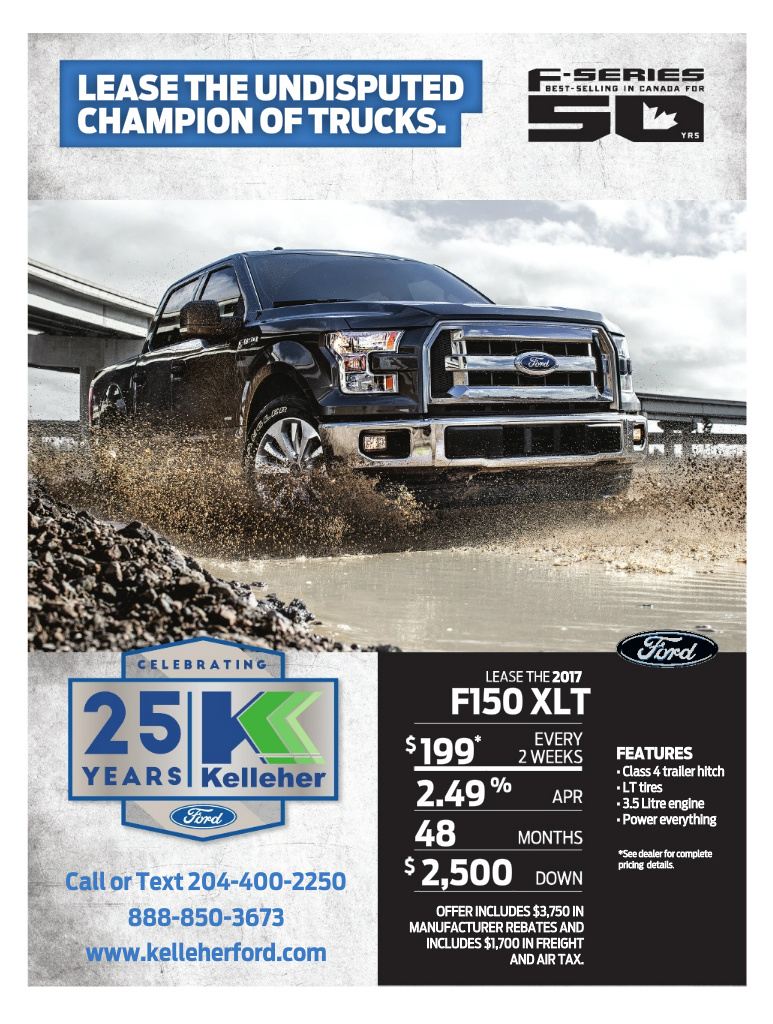 LEASE THE UNDISPUTED
CHAMPION OF TRUCKS.
F-SERIES
BEST-SELLING IN CANADA FOR
50
YRS
Ford
F-150
Ford
CELEBRATING
25
YEARS
Kelleher
Ford
Call or Text 204-400-2250
888-850-3673
www.kelleherford.com
LEASE THE 2017
F150 XLT
$199* EVERY
2 WEEKS
2.49% APR
48 MONTHS
$2,500 DOWN
OFFER INCLUDES $3,750 IN
MANUFACTURER REBATES AND
INCLUDES $1,700 IN FREIGHT
AND AIR TAX.
FEATURES
• Class 4 trailer hitch
• LT tires
• 3.5 Litre engine
• Power everything
*See dealer for complete
pricing details.